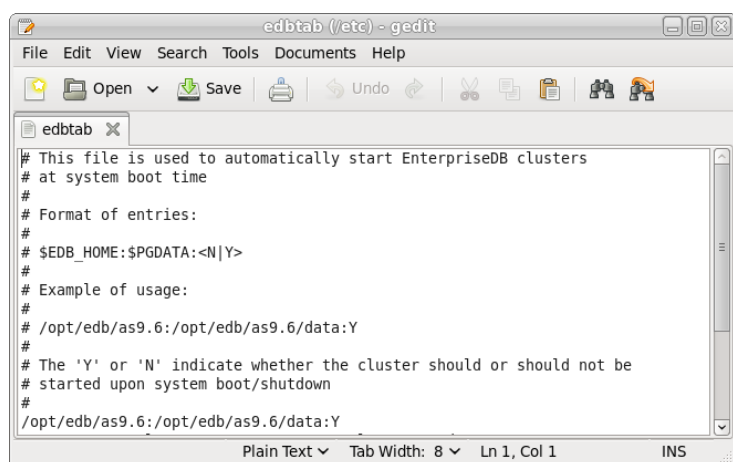 edbtab (/etc) - gedit
File Edit View Search Tools Documents Help
Open Save Undo
edbtab
# This file is used to automatically start EnterpriseDB clusters
# at system boot time
#
# Format of entries:
#
# $EDB_HOME:$PGDATA:<N|Y>
#
# Example of usage:
#
# /opt/edb/as9.6:/opt/edb/as9.6/data:Y
#
# The 'Y' or 'N' indicate whether the cluster should or should not be
# started upon system boot/shutdown
#
/opt/edb/as9.6:/opt/edb/as9.6/data:Y
Plain Text Tab Width: 8 Ln 1, Col 1 INS